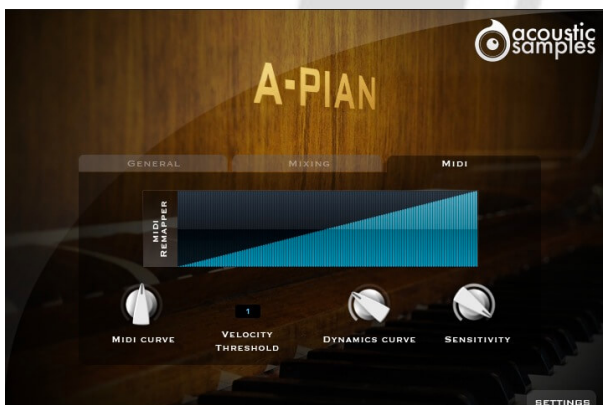 acoustic
samples
A-PIAN
GENERAL
MIXING
MIDI
MIDI
REMAPPER
1
MIDI CURVE
VELOCITY
THRESHOLD
DYNAMICS CURVE
SENSITIVITY
SETTINGS